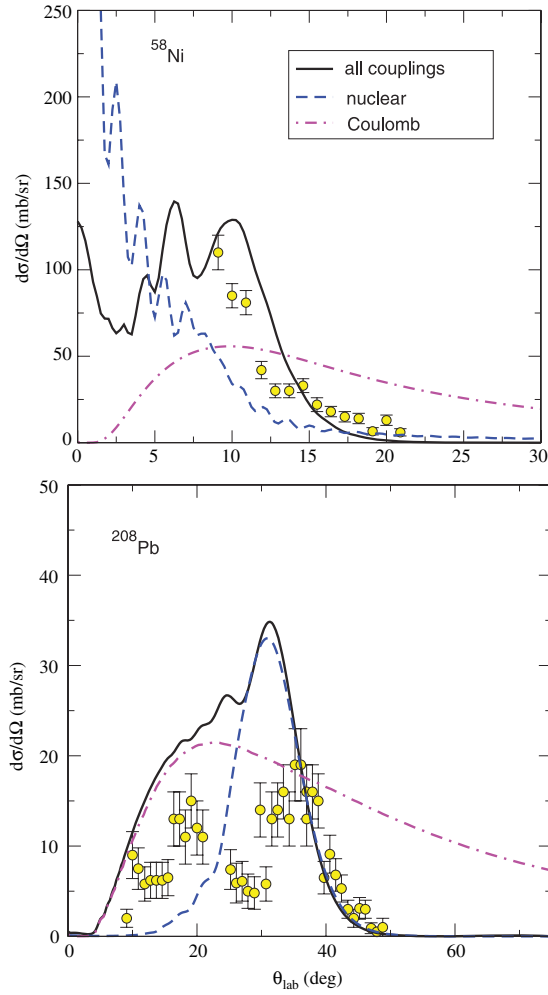 250
200
150
100
50
0
dσ/dΩ (mb/sr)
⁵⁸Ni
all couplings
nuclear
Coulomb
0 5 10 15 20 25 30
50
40
30
20
10
0
dσ/dΩ (mb/sr)
²⁰⁸Pb
0 20 40 60
θlab (deg)